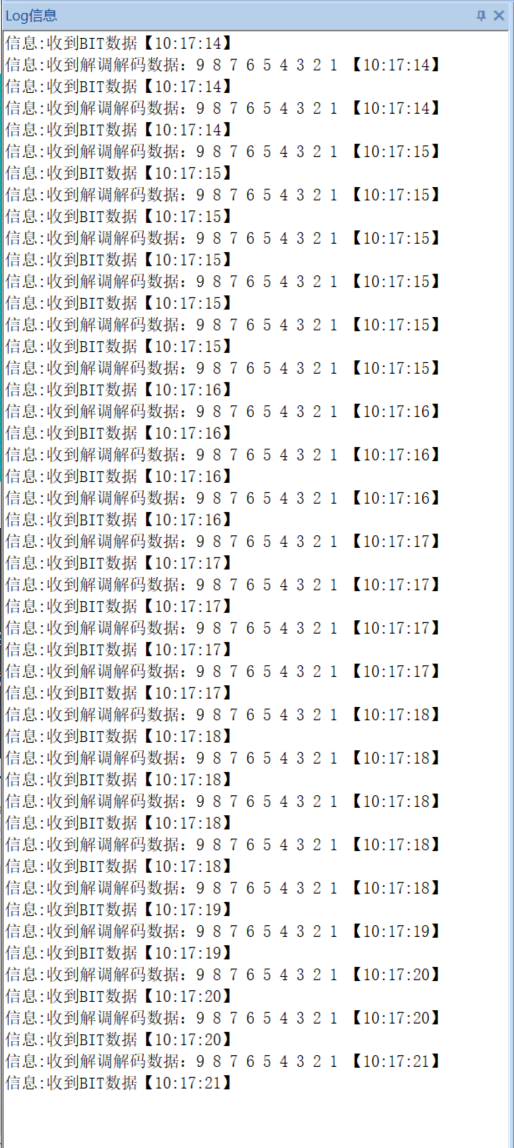 Log信息
信息:收到BIT数据【10:17:14】
信息:收到解调解码数据：9 8 7 6 5 4 3 2 1 【10:17:14】
信息:收到BIT数据【10:17:14】
信息:收到解调解码数据：9 8 7 6 5 4 3 2 1 【10:17:14】
信息:收到BIT数据【10:17:14】
信息:收到解调解码数据：9 8 7 6 5 4 3 2 1 【10:17:15】
信息:收到BIT数据【10:17:15】
信息:收到解调解码数据：9 8 7 6 5 4 3 2 1 【10:17:15】
信息:收到BIT数据【10:17:15】
信息:收到解调解码数据：9 8 7 6 5 4 3 2 1 【10:17:15】
信息:收到BIT数据【10:17:15】
信息:收到解调解码数据：9 8 7 6 5 4 3 2 1 【10:17:15】
信息:收到BIT数据【10:17:15】
信息:收到解调解码数据：9 8 7 6 5 4 3 2 1 【10:17:15】
信息:收到BIT数据【10:17:15】
信息:收到解调解码数据：9 8 7 6 5 4 3 2 1 【10:17:15】
信息:收到BIT数据【10:17:16】
信息:收到解调解码数据：9 8 7 6 5 4 3 2 1 【10:17:16】
信息:收到BIT数据【10:17:16】
信息:收到解调解码数据：9 8 7 6 5 4 3 2 1 【10:17:16】
信息:收到BIT数据【10:17:16】
信息:收到解调解码数据：9 8 7 6 5 4 3 2 1 【10:17:16】
信息:收到BIT数据【10:17:16】
信息:收到解调解码数据：9 8 7 6 5 4 3 2 1 【10:17:17】
信息:收到BIT数据【10:17:17】
信息:收到解调解码数据：9 8 7 6 5 4 3 2 1 【10:17:17】
信息:收到BIT数据【10:17:17】
信息:收到解调解码数据：9 8 7 6 5 4 3 2 1 【10:17:17】
信息:收到BIT数据【10:17:17】
信息:收到解调解码数据：9 8 7 6 5 4 3 2 1 【10:17:17】
信息:收到BIT数据【10:17:17】
信息:收到解调解码数据：9 8 7 6 5 4 3 2 1 【10:17:18】
信息:收到BIT数据【10:17:18】
信息:收到解调解码数据：9 8 7 6 5 4 3 2 1 【10:17:18】
信息:收到BIT数据【10:17:18】
信息:收到解调解码数据：9 8 7 6 5 4 3 2 1 【10:17:18】
信息:收到BIT数据【10:17:18】
信息:收到解调解码数据：9 8 7 6 5 4 3 2 1 【10:17:18】
信息:收到BIT数据【10:17:18】
信息:收到解调解码数据：9 8 7 6 5 4 3 2 1 【10:17:18】
信息:收到BIT数据【10:17:19】
信息:收到解调解码数据：9 8 7 6 5 4 3 2 1 【10:17:19】
信息:收到BIT数据【10:17:19】
信息:收到解调解码数据：9 8 7 6 5 4 3 2 1 【10:17:20】
信息:收到BIT数据【10:17:20】
信息:收到解调解码数据：9 8 7 6 5 4 3 2 1 【10:17:20】
信息:收到BIT数据【10:17:20】
信息:收到解调解码数据：9 8 7 6 5 4 3 2 1 【10:17:21】
信息:收到BIT数据【10:17:21】